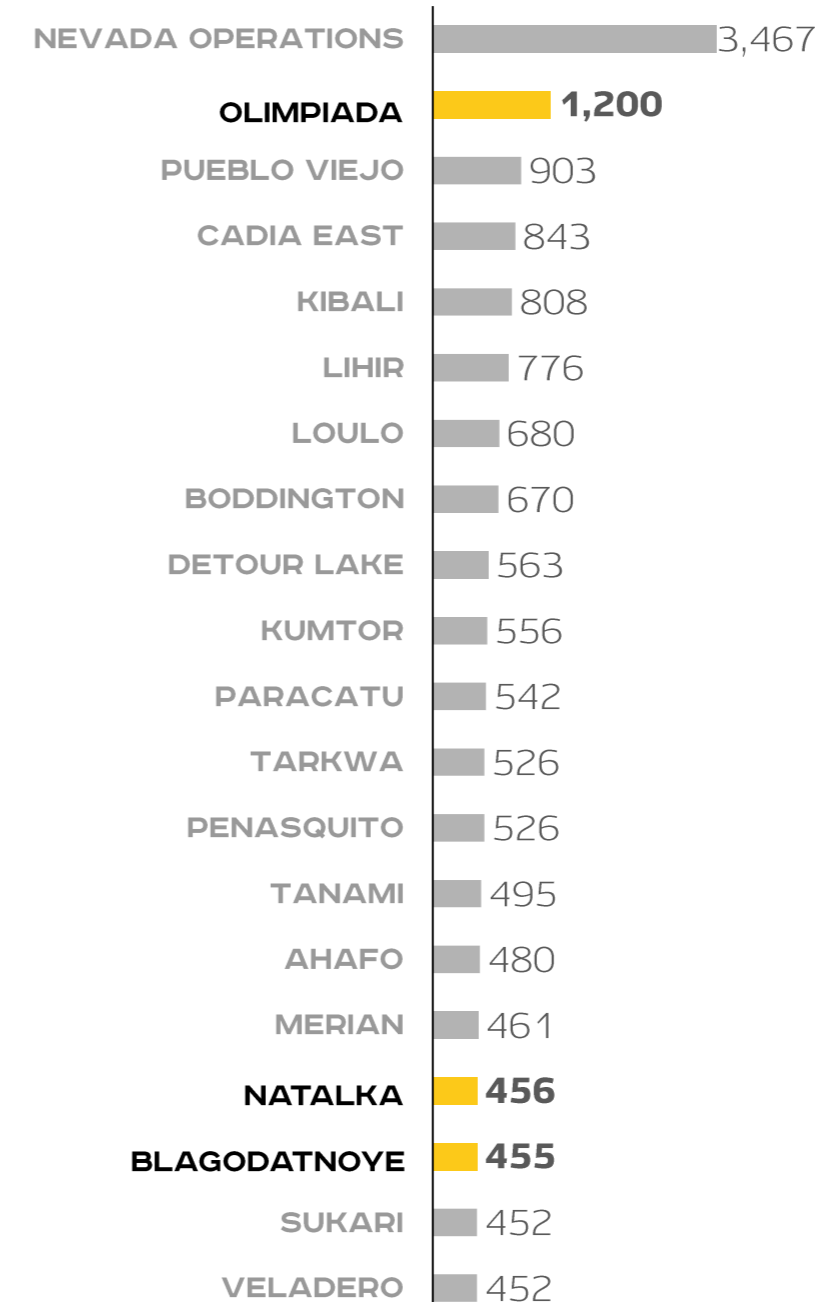 NEVADA OPERATIONS 3,467
OLIMPIADA 1,200
PUEBLO VIEJO 903
CADIA EAST 843
KIBALI 808
LIHIR 776
LOULO 680
BODDINGTON 670
DETOUR LAKE 563
KUMTOR 556
PARACATU 542
TARKWA 526
PENASQUITO 526
TANAMI 495
AHAFO 480
MERIAN 461
NATALKA 456
BLAGODATNOYE 455
SUKARI 452
VELADERO 452